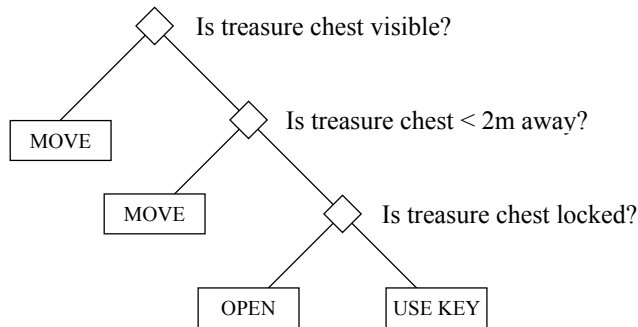 Is treasure chest visible?
MOVE
Is treasure chest < 2m away?
MOVE
Is treasure chest locked?
OPEN
USE KEY